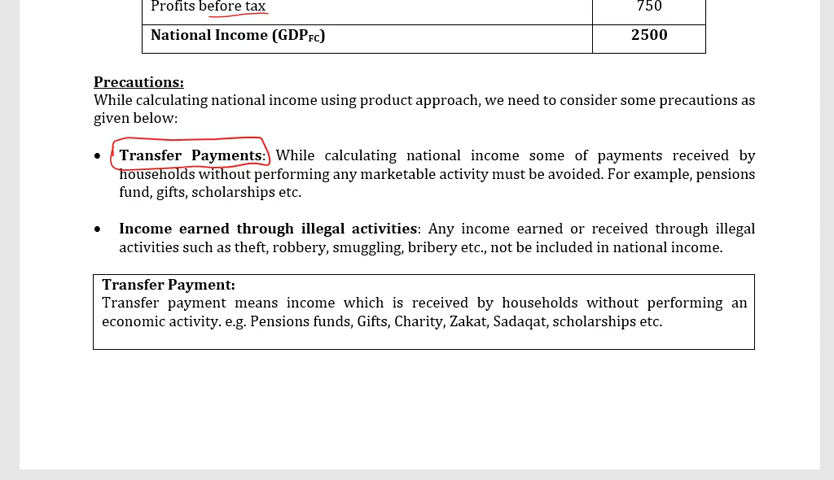 Profits before tax 750
National Income (GDPFC) 2500
Precautions:
While calculating national income using product approach, we need to consider some precautions as
given below:
• Transfer Payments: While calculating national income some of payments received by
households without performing any marketable activity must be avoided. For example, pensions
fund, gifts, scholarships etc.
• Income earned through illegal activities: Any income earned or received through illegal
activities such as theft, robbery, smuggling, bribery etc., not be included in national income.
Transfer Payment:
Transfer payment means income which is received by households without performing an
economic activity. e.g. Pensions funds, Gifts, Charity, Zakat, Sadaqat, scholarships etc.